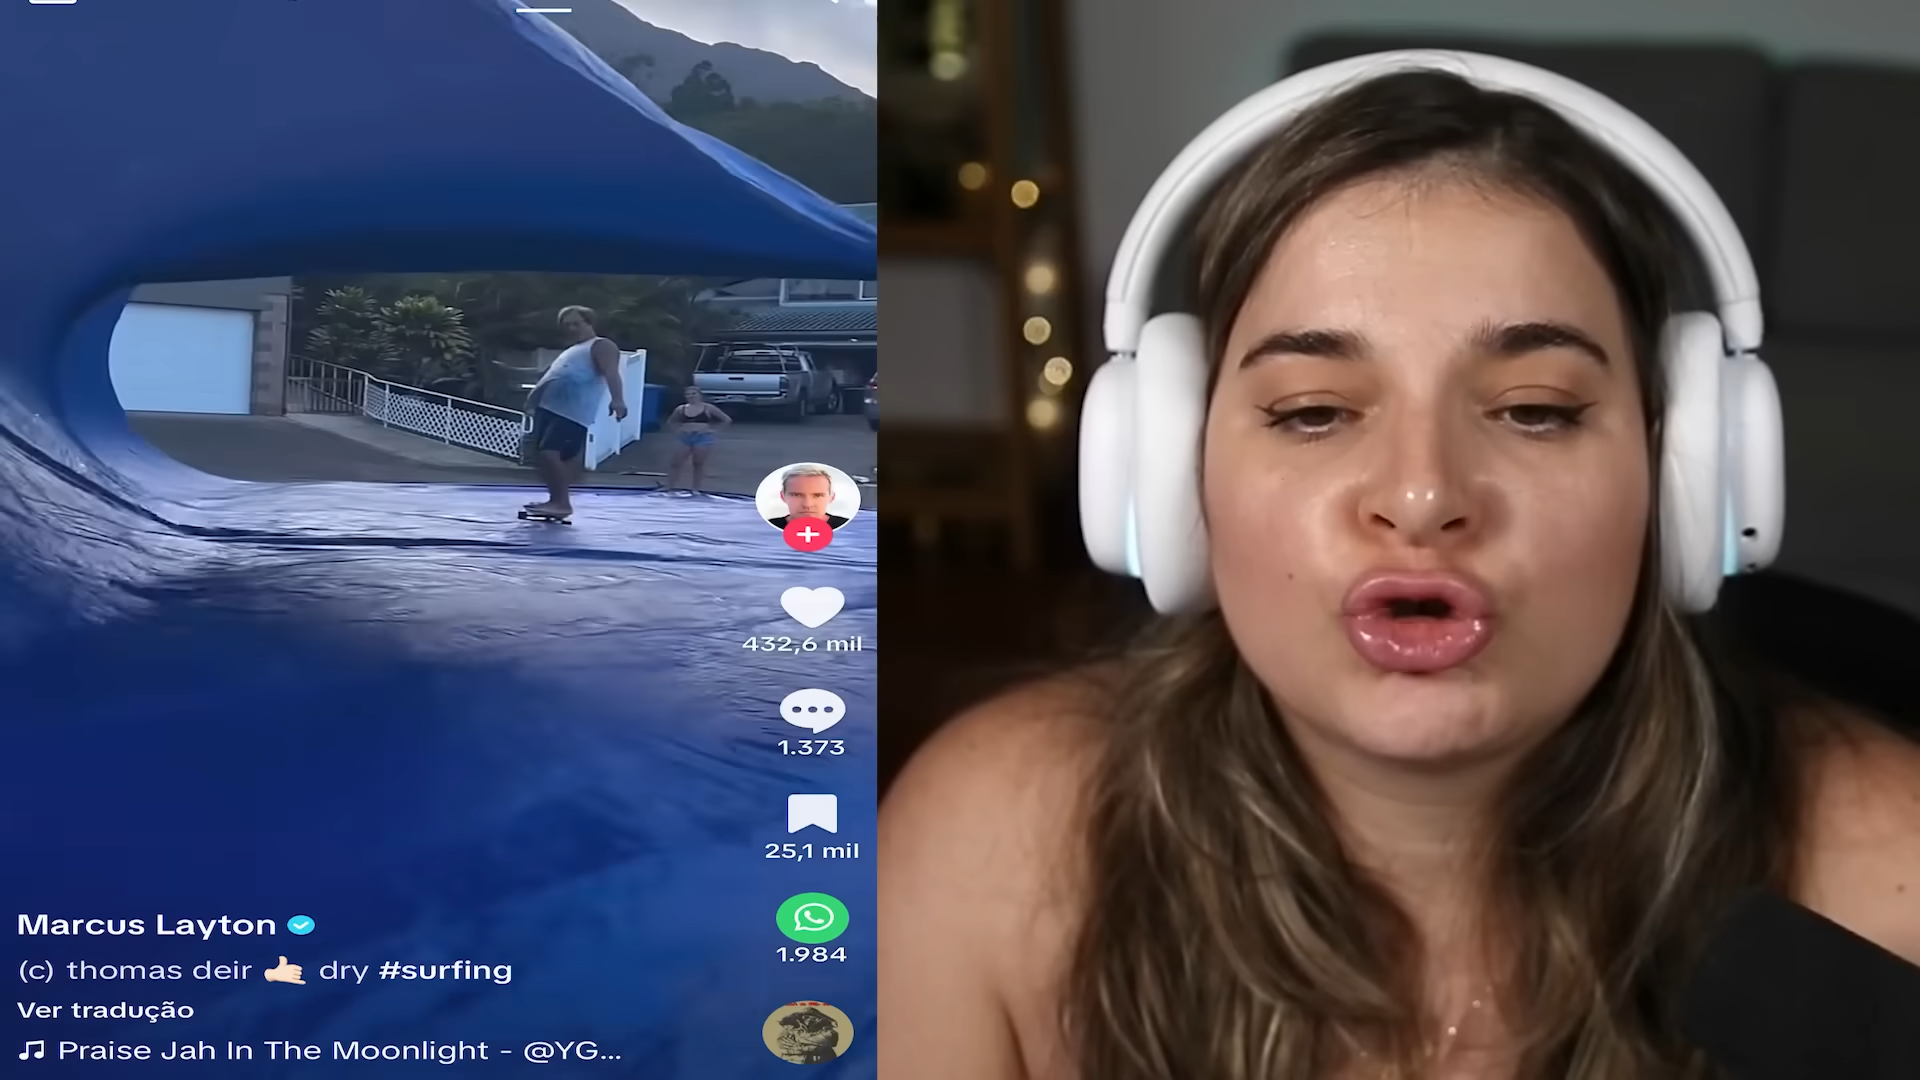 432,6 mil
1.373
25,1 mil
1.984
Marcus Layton
(c) thomas deir 🤙🏻 dry #surfing
Ver tradução
Praise Jah In The Moonlight - @YG...